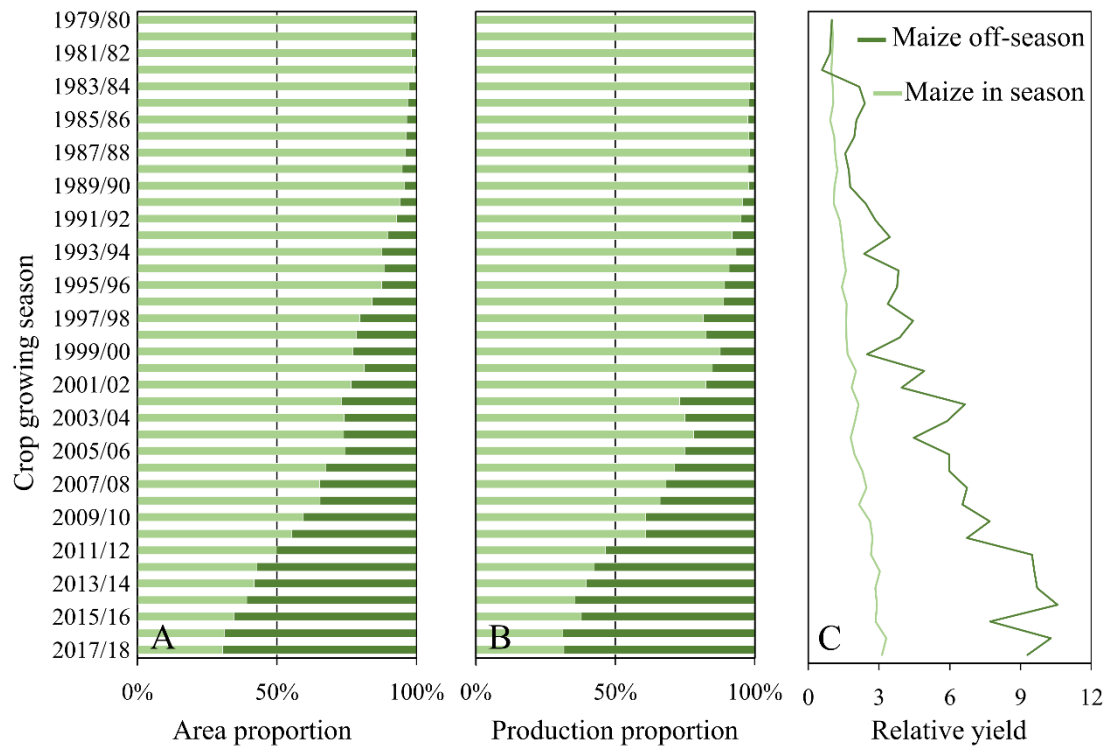 Crop growing season
1979/80
1981/82
1983/84
1985/86
1987/88
1989/90
1991/92
1993/94
1995/96
1997/98
1999/00
2001/02
2003/04
2005/06
2007/08
2009/10
2011/12
2013/14
2015/16
2017/18
A
0% 50% 100%
Area proportion
B
0% 50% 100%
Production proportion
Maize off-season
Maize in season
C
0 3 6 9 12
Relative yield